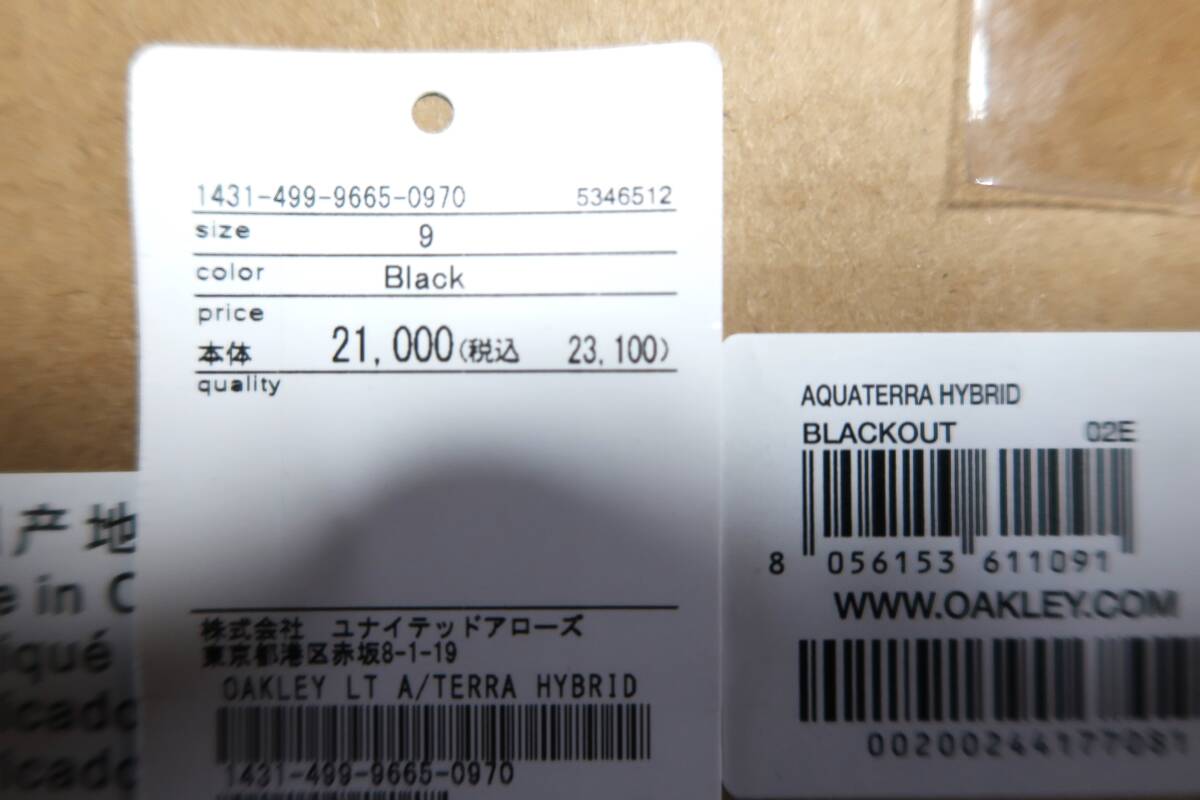 1431-499-9665-0970 5346512
size 9
color Black
price
本体 21,000(税込 23,100)
quality
株式会社 ユナイテッドアローズ
東京都港区赤坂8-1-19
OAKLEY LT A/TERRA HYBRID
1431-499-9665-0970
AQUATERRA HYBRID
BLACKOUT 02E
8 056153 611091
WWW.OAKLEY.COM
00200244177081
产地
in